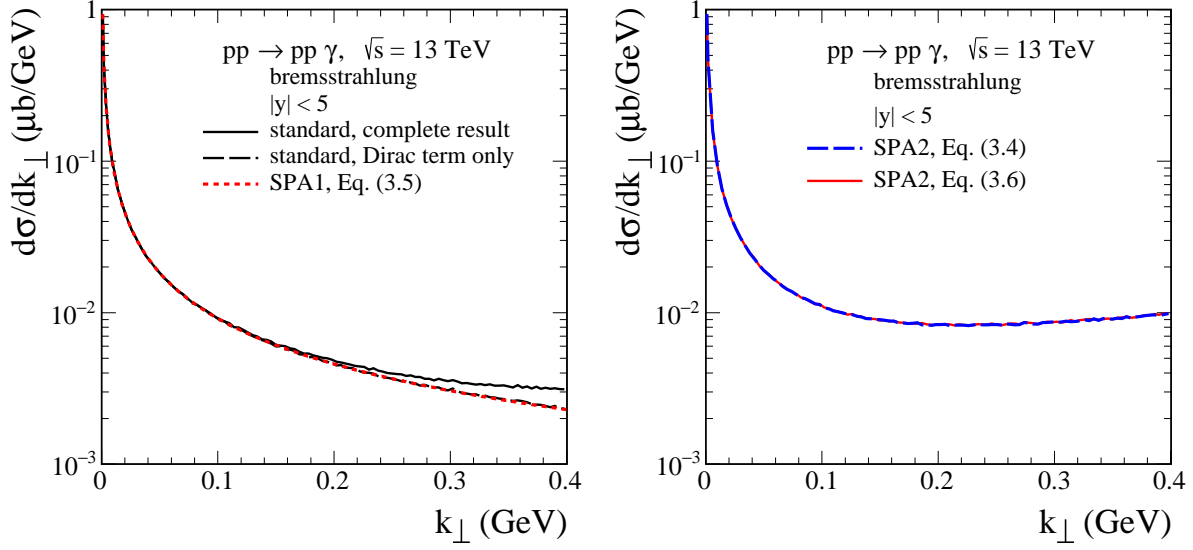 dσ/dk⊥ (μb/GeV)
1
10⁻¹
10⁻²
10⁻³
pp → pp γ, √s = 13 TeV
bremsstrahlung
|y| < 5
standard, complete result
standard, Dirac term only
SPA1, Eq. (3.5)
0 0.1 0.2 0.3 0.4
k⊥ (GeV)
dσ/dk⊥ (μb/GeV)
1
10⁻¹
10⁻²
10⁻³
pp → pp γ, √s = 13 TeV
bremsstrahlung
|y| < 5
SPA2, Eq. (3.4)
SPA2, Eq. (3.6)
0 0.1 0.2 0.3 0.4
k⊥ (GeV)